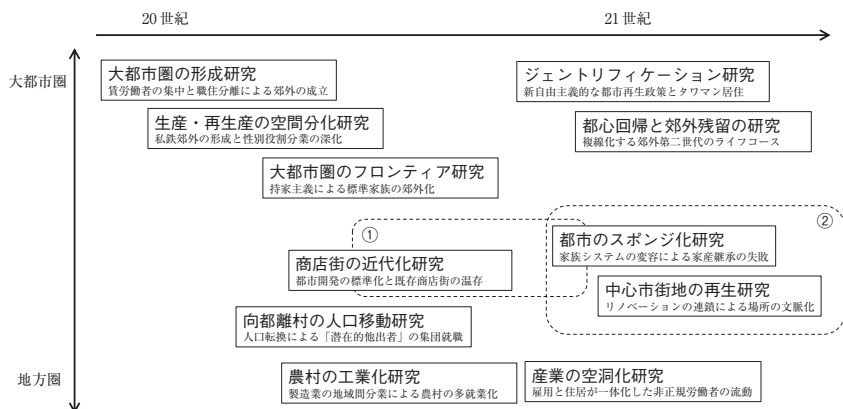 20世紀
21世紀
大都市圏
大都市圏の形成研究
賃労働者の集中と職住分離による郊外の成立
ジェントリフィケーション研究
新自由主義的な都市再生政策とタワマン居住
生産・再生産の空間分化研究
私鉄郊外の形成と性別役割分業の深化
都心回帰と郊外残留の研究
複線化する郊外第二世代のライフコース
大都市圏のフロンティア研究
持家主義による標準家族の郊外化
①
②
都市のスポンジ化研究
家族システムの変容による家産継承の失敗
商店街の近代化研究
都市開発の標準化と既存商店街の温存
中心市街地の再生研究
リノベーションの連鎖による場所の文脈化
向都離村の人口移動研究
人口転換による「潜在的他出者」の集団就職
地方圏
農村の工業化研究
製造業の地域間分業による農村の多就業化
産業の空洞化研究
雇用と住居が一体化した非正規労働者の流動